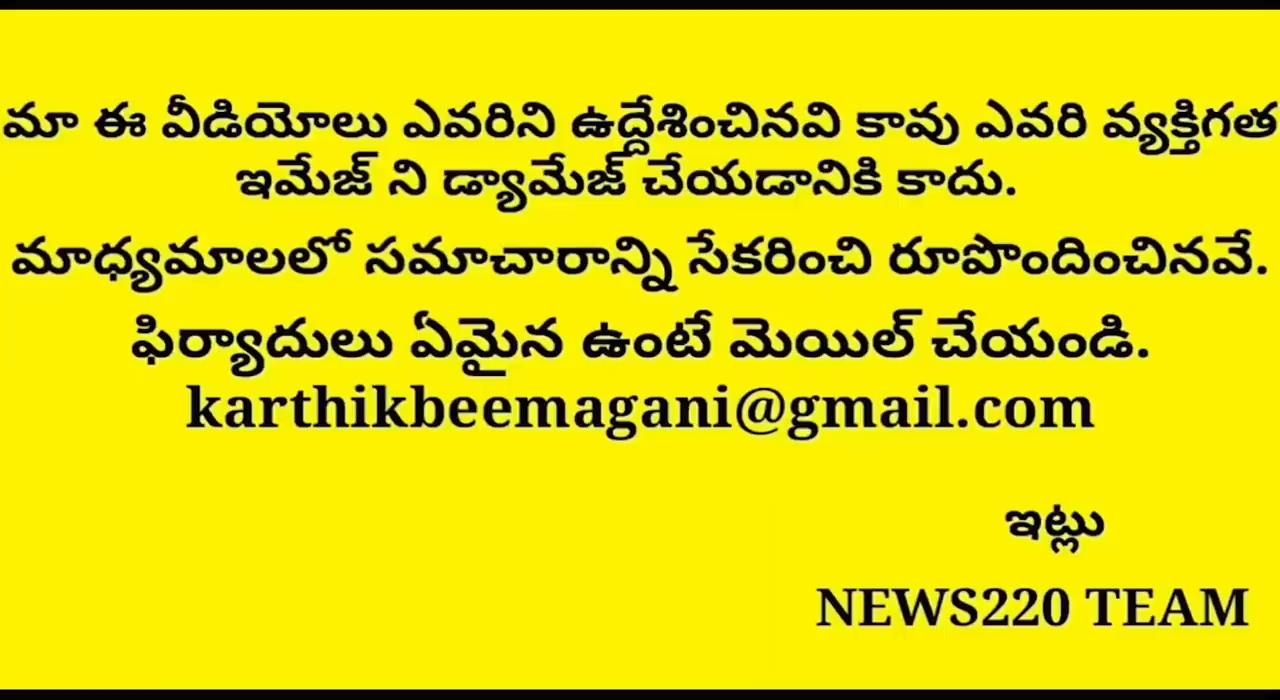 మా ఈ వీడియోలు ఎవరిని ఉద్దేశించినవి కావు ఎవరి వ్యక్తిగత
ఇమేజ్ ని డ్యామేజ్ చేయడానికి కాదు.
మాధ్యమాలలో సమాచారాన్ని సేకరించి రూపొందించినవే.
ఫిర్యాదులు ఏమైన ఉంటే మెయిల్ చేయండి.
karthikbeemagani@gmail.com
ఇట్లు
NEWS220 TEAM